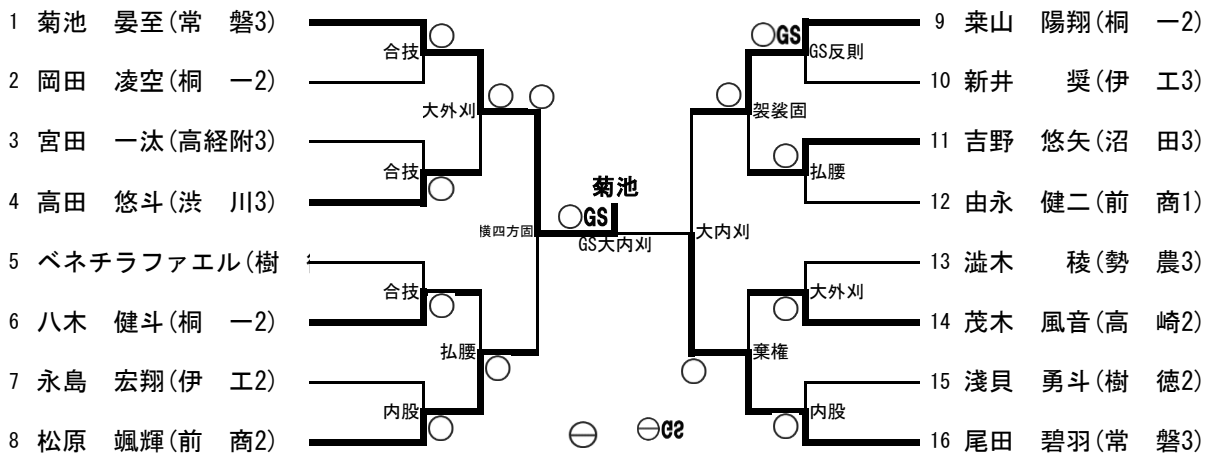 1 菊池 晏至(常 磐3)
2 岡田 凌空(桐 一2)
3 宮田 一汰(高経附3)
4 高田 悠斗(渋 川3)
5 ベネチラファエル(樹
6 八木 健斗(桐 一2)
7 永島 宏翔(伊 工2)
8 松原 颯輝(前 商2)
合技
合技
合技
内股
大外刈
払腰
横四方固
菊池
GS
GS大内刈
大内刈
GS
GS反則
払腰
大外刈
内股
袈裟固
棄権
GS
9 桒山 陽翔(桐 一2)
10 新井 奨(伊 工3)
11 吉野 悠矢(沼 田3)
12 由永 健二(前 商1)
13 澁木 稜(勢 農3)
14 茂木 風音(高 崎2)
15 淺貝 勇斗(樹 徳2)
16 尾田 碧羽(常 磐3)